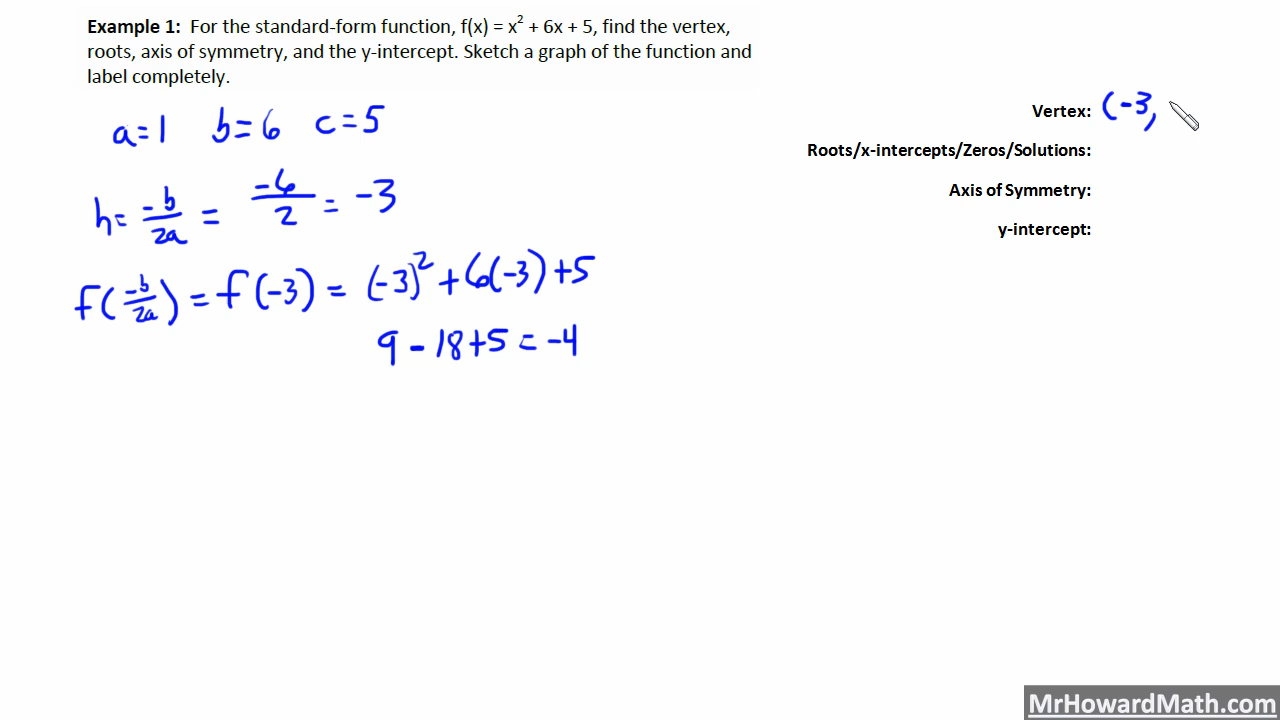 Example 1: For the standard-form function, f(x) = x² + 6x + 5, find the vertex,
roots, axis of symmetry, and the y-intercept. Sketch a graph of the function and
label completely.
a=1 b=6 c=5
h= -b/2a = -6/2 = -3
f(-b/2a) = f(-3) = (-3)² + 6(-3) + 5
9 - 18 + 5 = -4
Vertex: (-3,
Roots/x-intercepts/Zeros/Solutions:
Axis of Symmetry:
y-intercept:
MrHowardMath.com